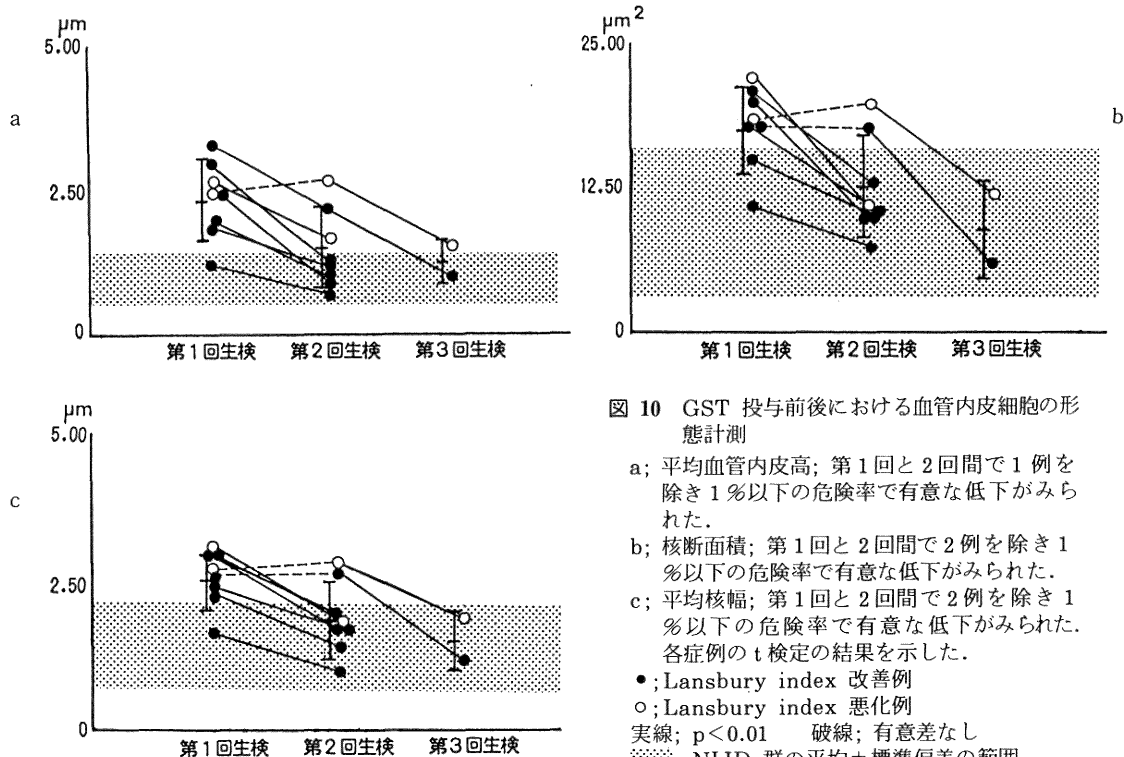 µm
5.00
a
2.50
0
第1回生検 第2回生検 第3回生検
µm²
25.00
b
12.50
0
第1回生検 第2回生検 第3回生検
µm
5.00
c
2.50
0
第1回生検 第2回生検 第3回生検
図 10 GST 投与前後における血管内皮細胞の形
態計測
a; 平均血管内皮高; 第1回と2回間で1例を
除き1%以下の危険率で有意な低下がみら
れた.
b; 核断面積; 第1回と2回間で2例を除き1
%以下の危険率で有意な低下がみられた.
c; 平均核幅; 第1回と2回間で2例を除き1
%以下の危険率で有意な低下がみられた.
各症例のt検定の結果を示した.
●;Lansbury index 改善例
○;Lansbury index 悪化例
実線; p<0.01 破線; 有意差なし
群の平均±標準偏差の範囲